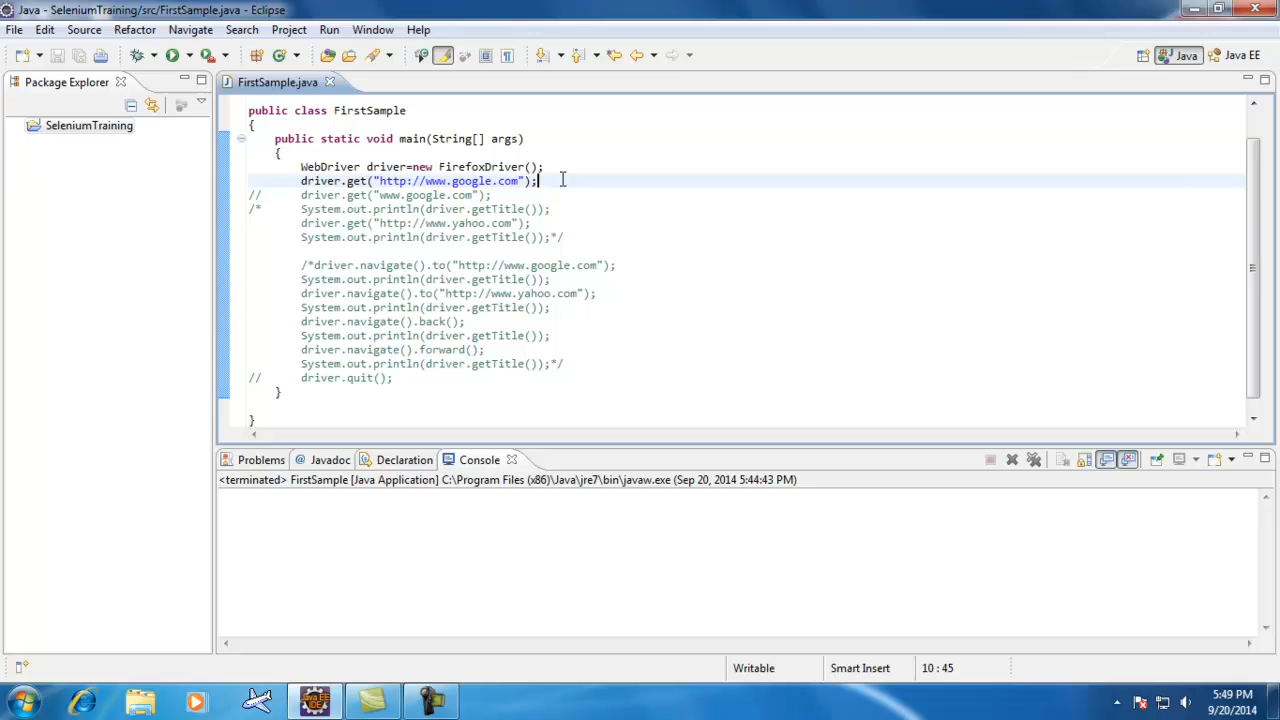 Java - SeleniumTraining/src/FirstSample.java - Eclipse
File Edit Source Refactor Navigate Search Project Run Window Help
Java Java EE
Package Explorer
FirstSample.java
SeleniumTraining
public class FirstSample
{
public static void main(String[] args)
{
WebDriver driver=new FirefoxDriver();
driver.get("http://www.google.com");
// driver.get("www.google.com");
/* System.out.println(driver.getTitle());
driver.get("http://www.yahoo.com");
System.out.println(driver.getTitle());*/
/*driver.navigate().to("http://www.google.com");
System.out.println(driver.getTitle());
driver.navigate().to("http://www.yahoo.com");
System.out.println(driver.getTitle());
driver.navigate().back();
System.out.println(driver.getTitle());
driver.navigate().forward();
System.out.println(driver.getTitle());*/
// driver.quit();
}
}
Problems @ Javadoc Declaration Console
<terminated> FirstSample [Java Application] C:\Program Files (x86)\Java\jre7\bin\javaw.exe (Sep 20, 2014 5:44:43 PM)
Writable Smart Insert 10 : 45
Java EE
IDE
5:49 PM
9/20/2014